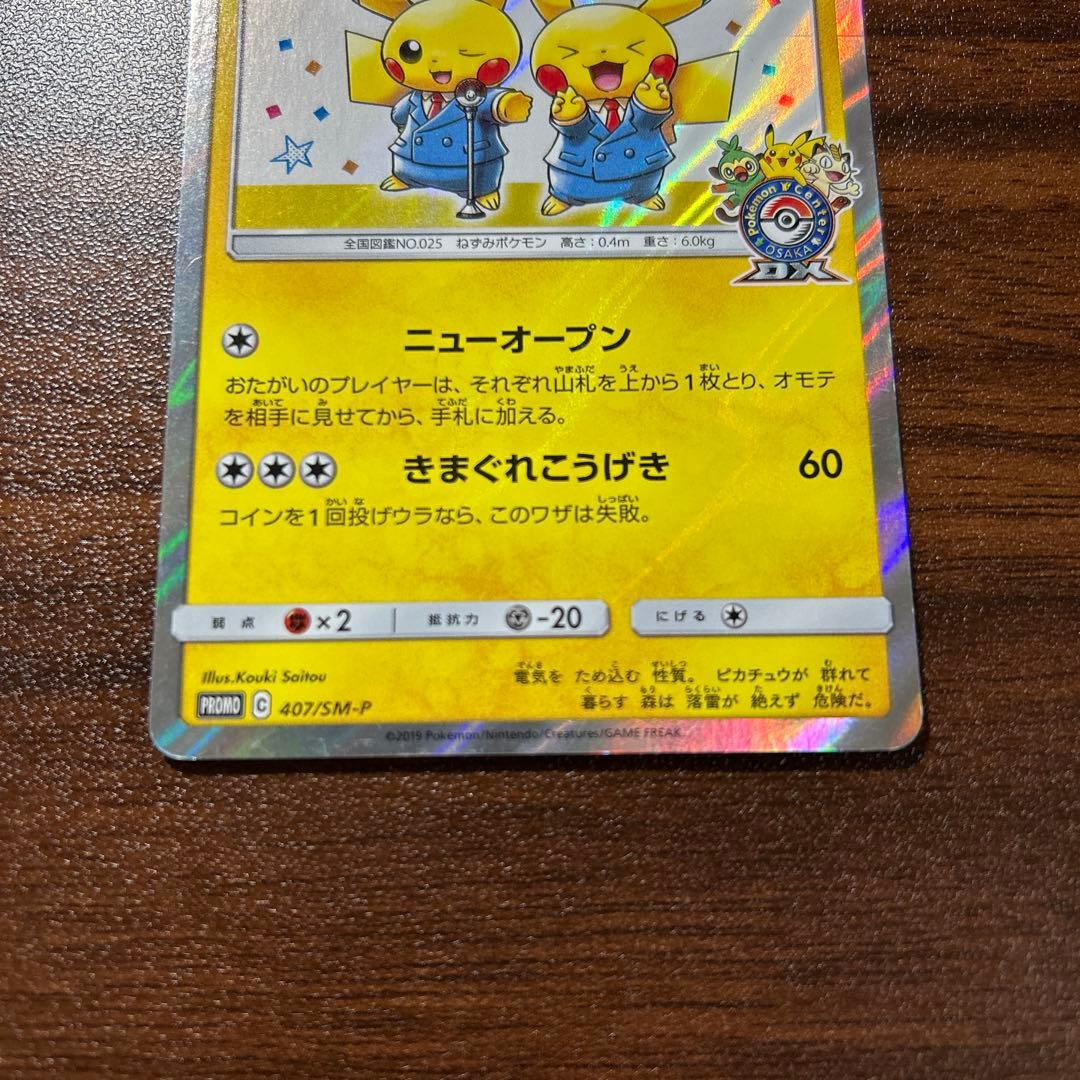 Pokémon Center
OSAKA
DX
全国図鑑NO.025 ねずみポケモン 高さ:0.4m 重さ:6.0kg
ニューオープン
おたがいのプレイヤーは、それぞれ山札を上から1枚とり、オモテ
を相手に見せてから、手札に加える。
きまぐれこうげき 60
コインを1回投げウラなら、このワザは失敗。
弱点 ×2 抵抗力 -20 にげる
Illus.Kouki Saitou
電気を ため込む 性質。 ピカチュウが 群れて
暮らす 森は 落雷が 絶えず 危険だ。
PROMO C 407/SM-P
©2019 Pokémon/Nintendo/Creatures/GAME FREAK